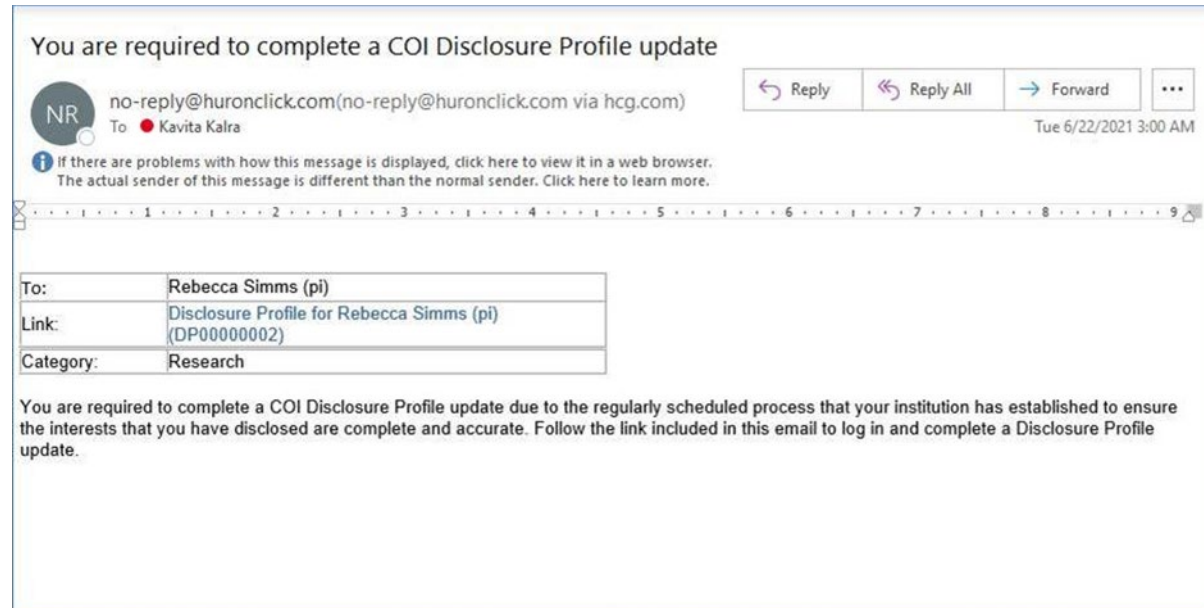 You are required to complete a COI Disclosure Profile update
NR
no-reply@huronclick.com(no-reply@huronclick.com via hcg.com)
To Kavita Kalra
Reply
Reply All
Forward
...
Tue 6/22/2021 3:00 AM
If there are problems with how this message is displayed, click here to view it in a web browser.
The actual sender of this message is different than the normal sender. Click here to learn more.
1 2 3 4 5 6 7 8 9
To: Rebecca Simms (pi)
Link: Disclosure Profile for Rebecca Simms (pi)
(DP00000002)
Category: Research
You are required to complete a COI Disclosure Profile update due to the regularly scheduled process that your institution has established to ensure
the interests that you have disclosed are complete and accurate. Follow the link included in this email to log in and complete a Disclosure Profile
update.